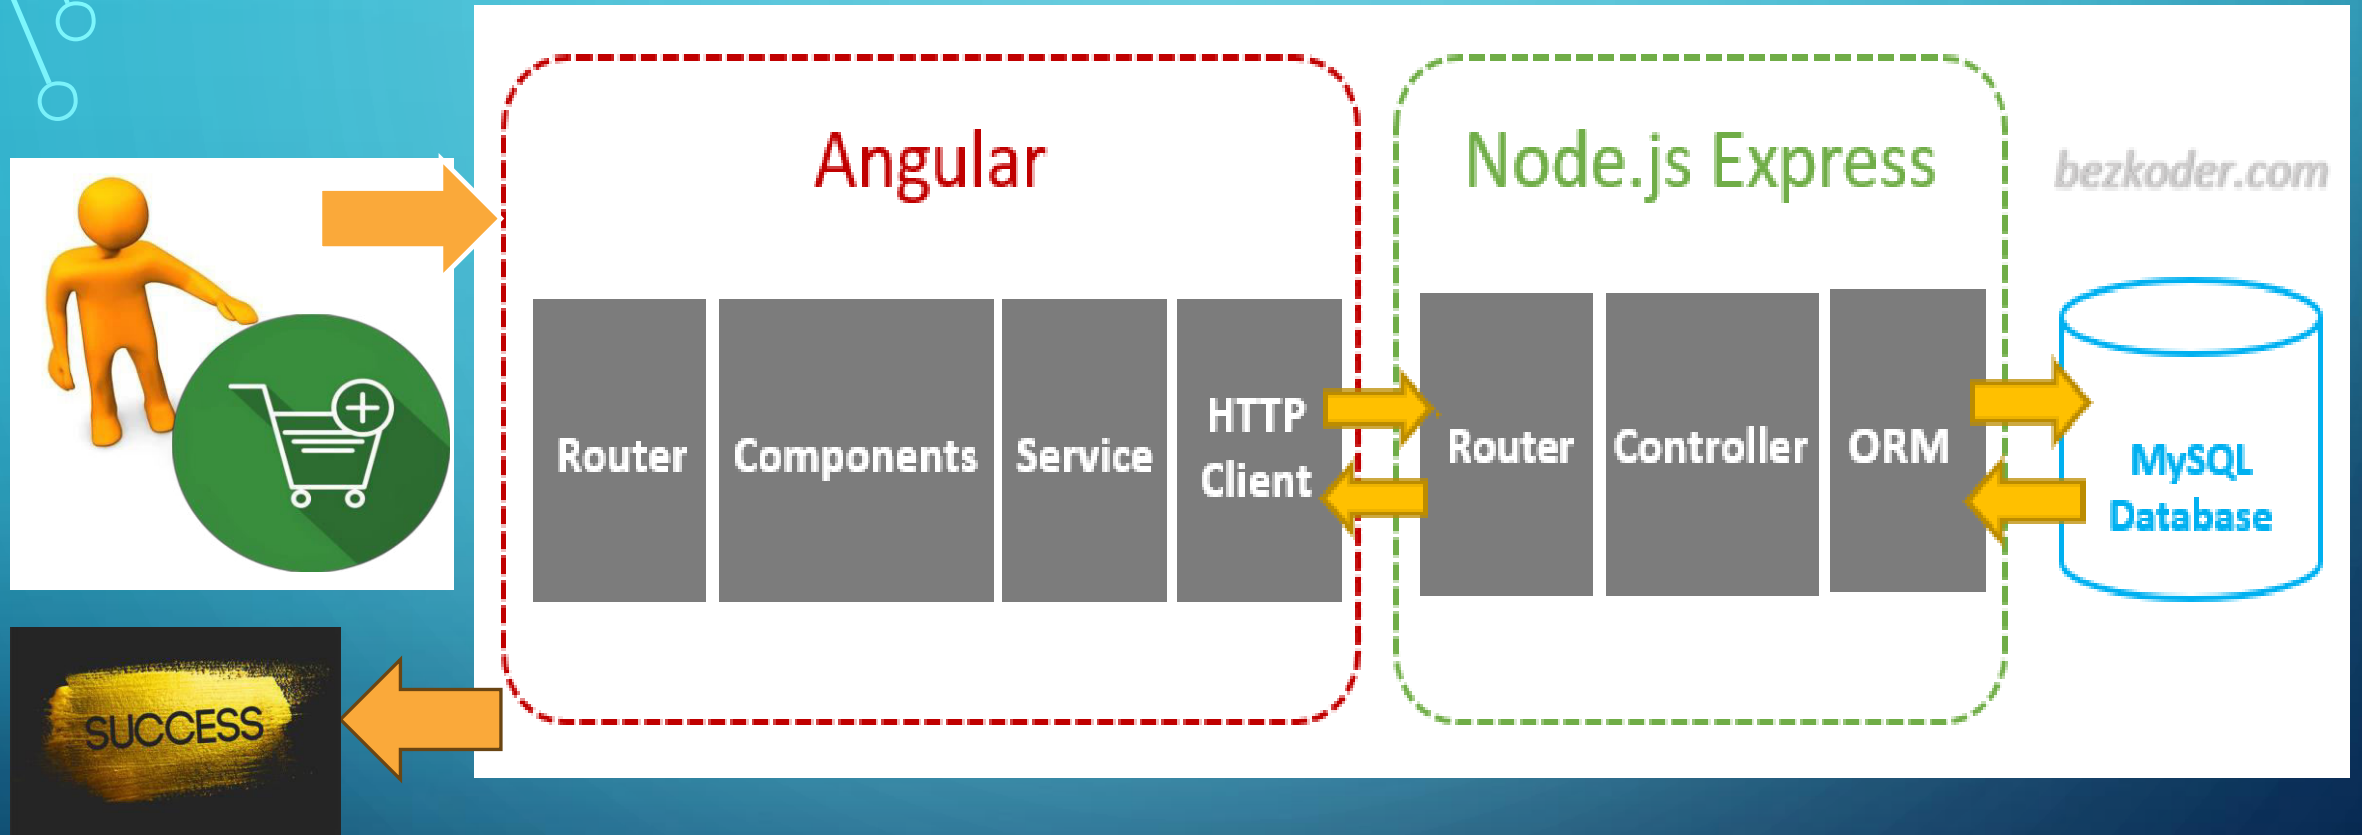 Angular
Node.js Express
bezkoder.com
Router
Components
Service
HTTP
Client
Router
Controller
ORM
MySQL
Database
SUCCESS